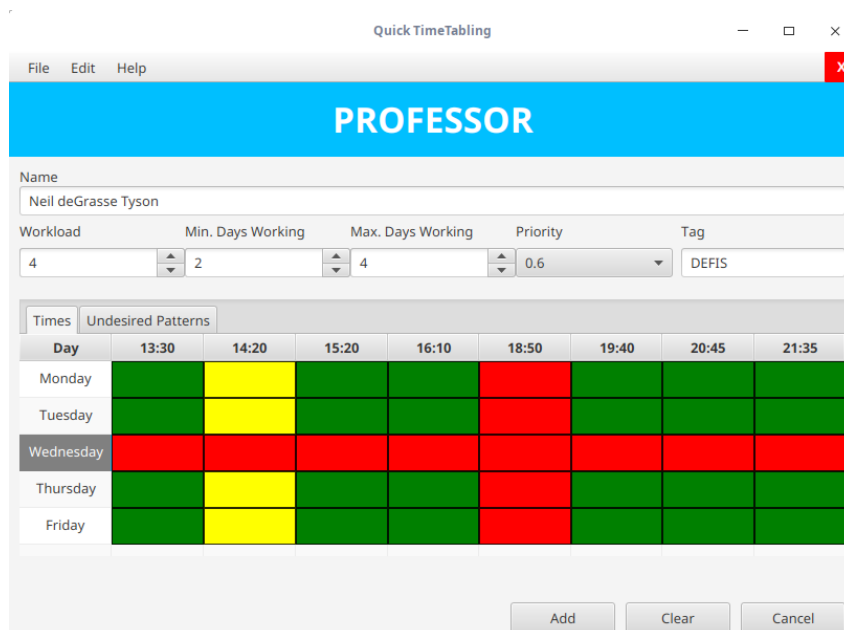 Quick TimeTabling
File Edit Help X
PROFESSOR
Name
Neil deGrasse Tyson
Workload Min. Days Working Max. Days Working Priority Tag
4 2 4 0.6 DEFIS
Times Undesired Patterns
Day 13:30 14:20 15:20 16:10 18:50 19:40 20:45 21:35
Monday
Tuesday
Wednesday
Thursday
Friday
Add Clear Cancel